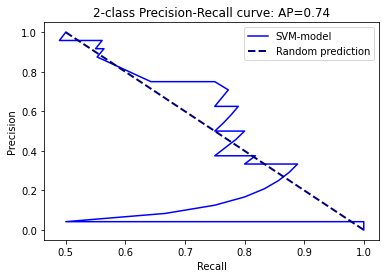 2-class Precision-Recall curve: AP=0.74
SVM-model
Random prediction
Precision
1.0
0.8
0.6
0.4
0.2
0.0
0.5
0.6
0.7
0.8
0.9
1.0
Recall